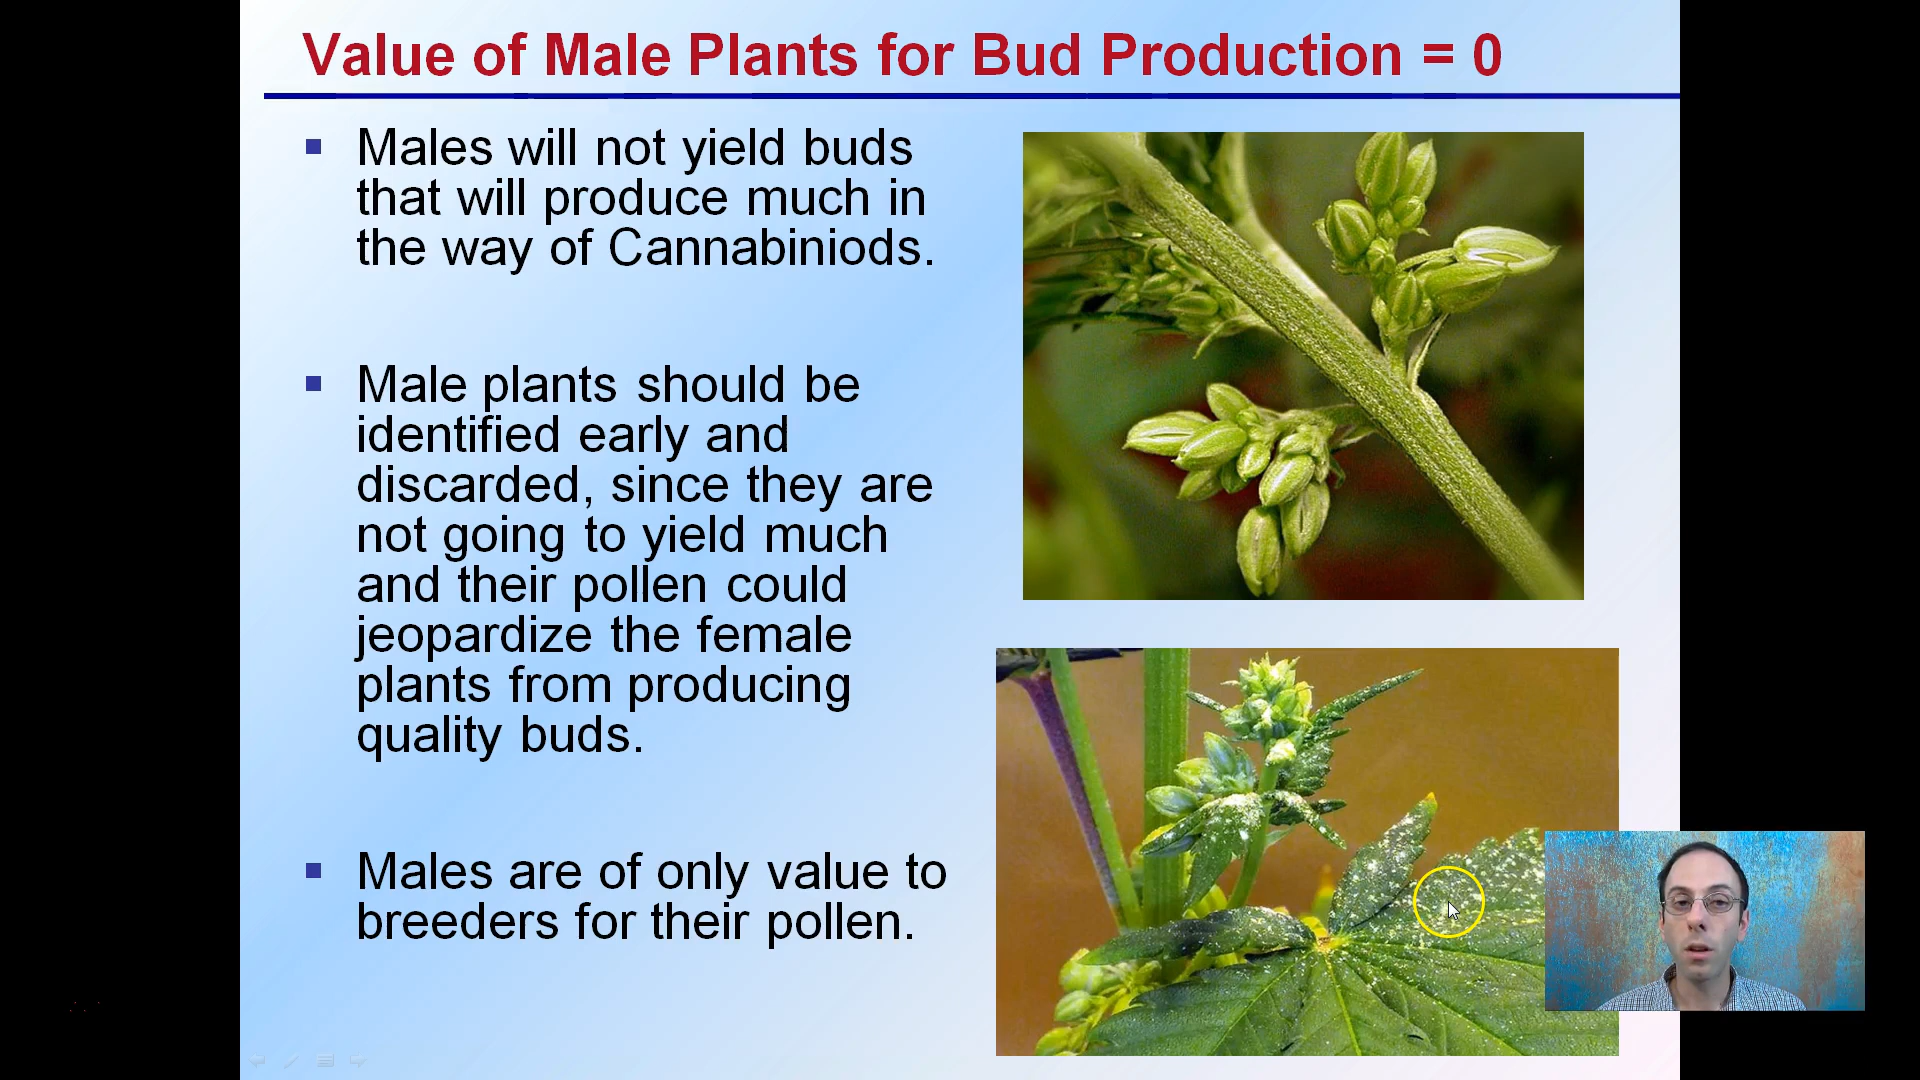 Value of Male Plants for Bud Production = 0
Males will not yield buds
that will produce much in
the way of Cannabiniods.
Male plants should be
identified early and
discarded, since they are
not going to yield much
and their pollen could
jeopardize the female
plants from producing
quality buds.
Males are of only value to
breeders for their pollen.